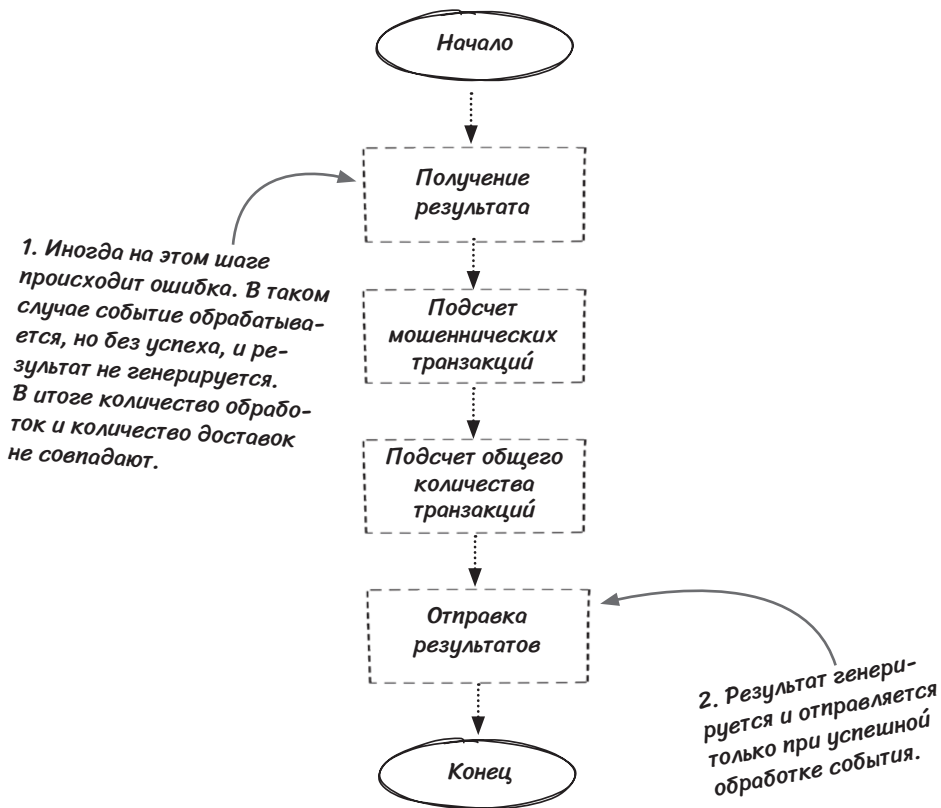 Начало
Получение
результата
1. Иногда на этом шаге
происходит ошибка. В таком
случае событие обрабатыва-
ется, но без успеха, и ре-
зультат не генерируется.
В итоге количество обрабо-
ток и количество доставок
не совпадают.
Подсчет
мошеннических
транзакций
Подсчет общего
количества
транзакций
Отправка
результатов
2. Результат генери-
руется и отправляется
только при успешной
обработке события.
Конец